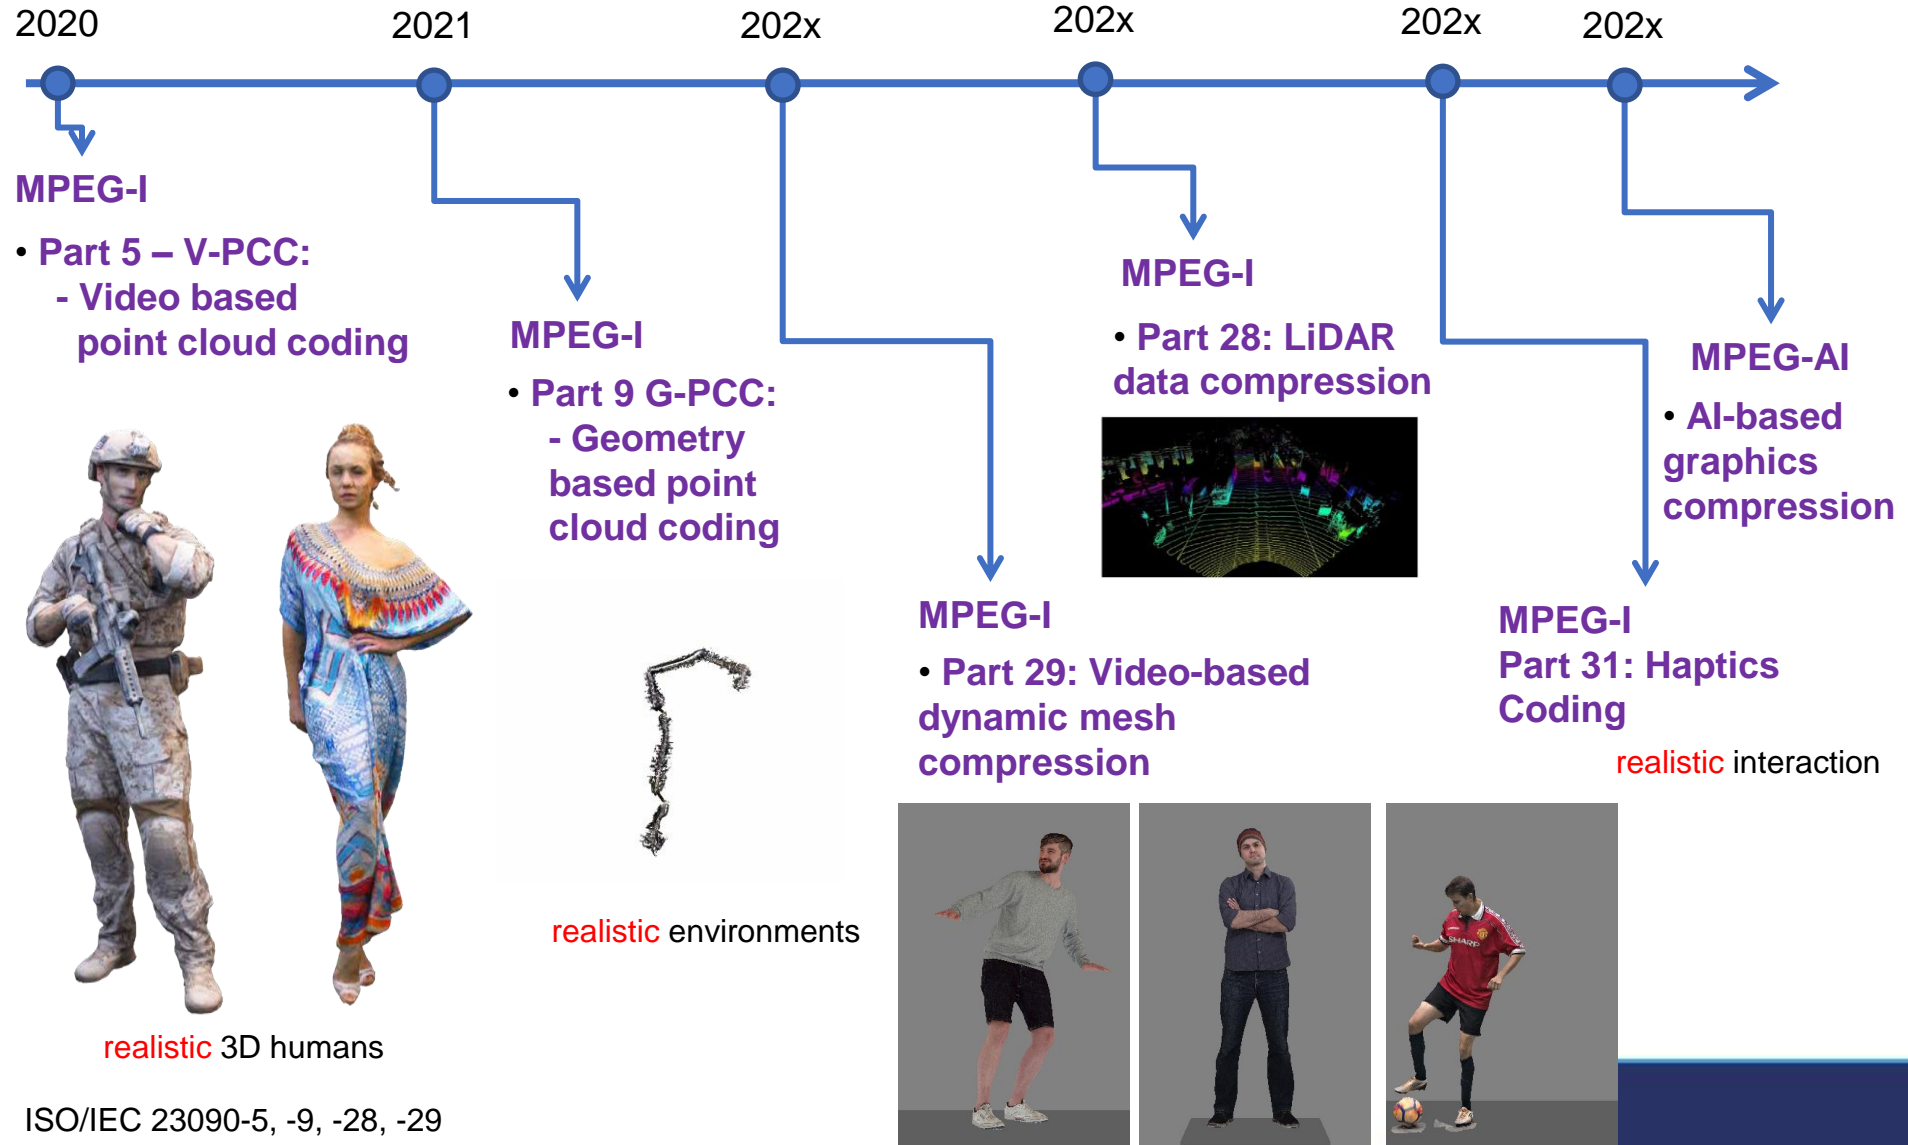 2020
2021
202x
202x
202x
202x
MPEG-I
• Part 5 – V-PCC:
- Video based
point cloud coding
realistic 3D humans
MPEG-I
• Part 9 G-PCC:
- Geometry
based point
cloud coding
realistic environments
MPEG-I
• Part 29: Video-based
dynamic mesh
compression
MPEG-I
• Part 28: LiDAR
data compression
MPEG-I
Part 31: Haptics
Coding
realistic interaction
MPEG-AI
• AI-based
graphics
compression
SHARP
ISO/IEC 23090-5, -9, -28, -29